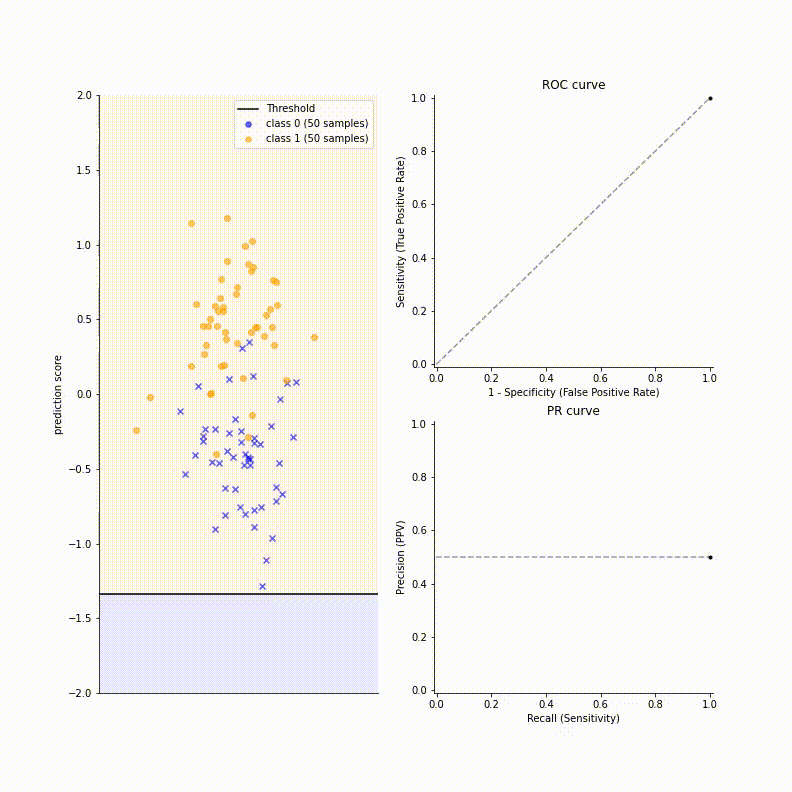 2.0
1.5
1.0
0.5
0.0
−0.5
−1.0
−1.5
−2.0
prediction score
Threshold
class 0 (50 samples)
class 1 (50 samples)
ROC curve
1.0
0.8
0.6
0.4
0.2
0.0
Sensitivity (True Positive Rate)
0.0 0.2 0.4 0.6 0.8 1.0
1 - Specificity (False Positive Rate)
PR curve
1.0
0.8
0.6
0.4
0.2
0.0
Precision (PPV)
0.0 0.2 0.4 0.6 0.8 1.0
Recall (Sensitivity)